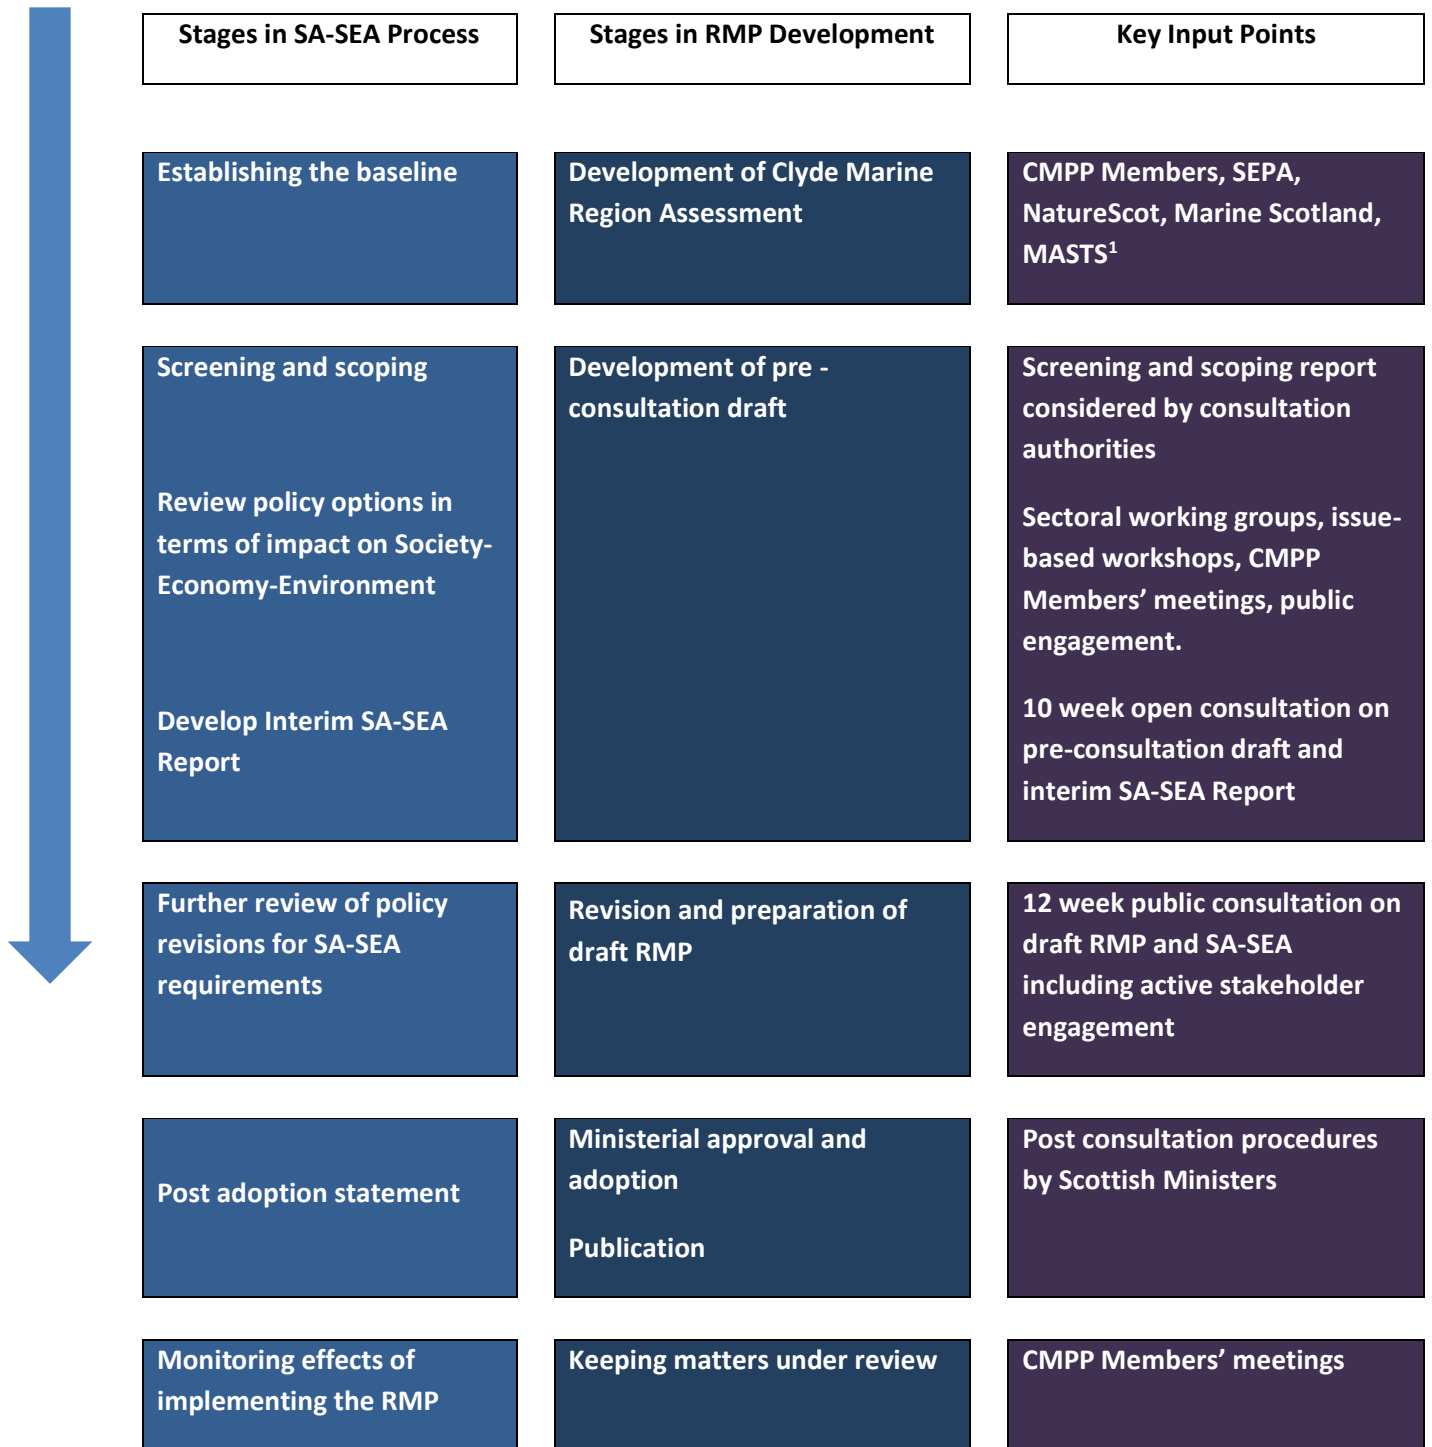 Stages in SA-SEA Process
Stages in RMP Development
Key Input Points
Establishing the baseline
Development of Clyde Marine
Region Assessment
CMPP Members, SEPA,
NatureScot, Marine Scotland,
MASTS¹
Screening and scoping
Review policy options in
terms of impact on Society-
Economy-Environment
Develop Interim SA-SEA
Report
Development of pre -
consultation draft
Screening and scoping report
considered by consultation
authorities
Sectoral working groups, issue-
based workshops, CMPP
Members’ meetings, public
engagement.
10 week open consultation on
pre-consultation draft and
interim SA-SEA Report
Further review of policy
revisions for SA-SEA
requirements
Revision and preparation of
draft RMP
12 week public consultation on
draft RMP and SA-SEA
including active stakeholder
engagement
Post adoption statement
Ministerial approval and
adoption
Publication
Post consultation procedures
by Scottish Ministers
Monitoring effects of
implementing the RMP
Keeping matters under review
CMPP Members’ meetings